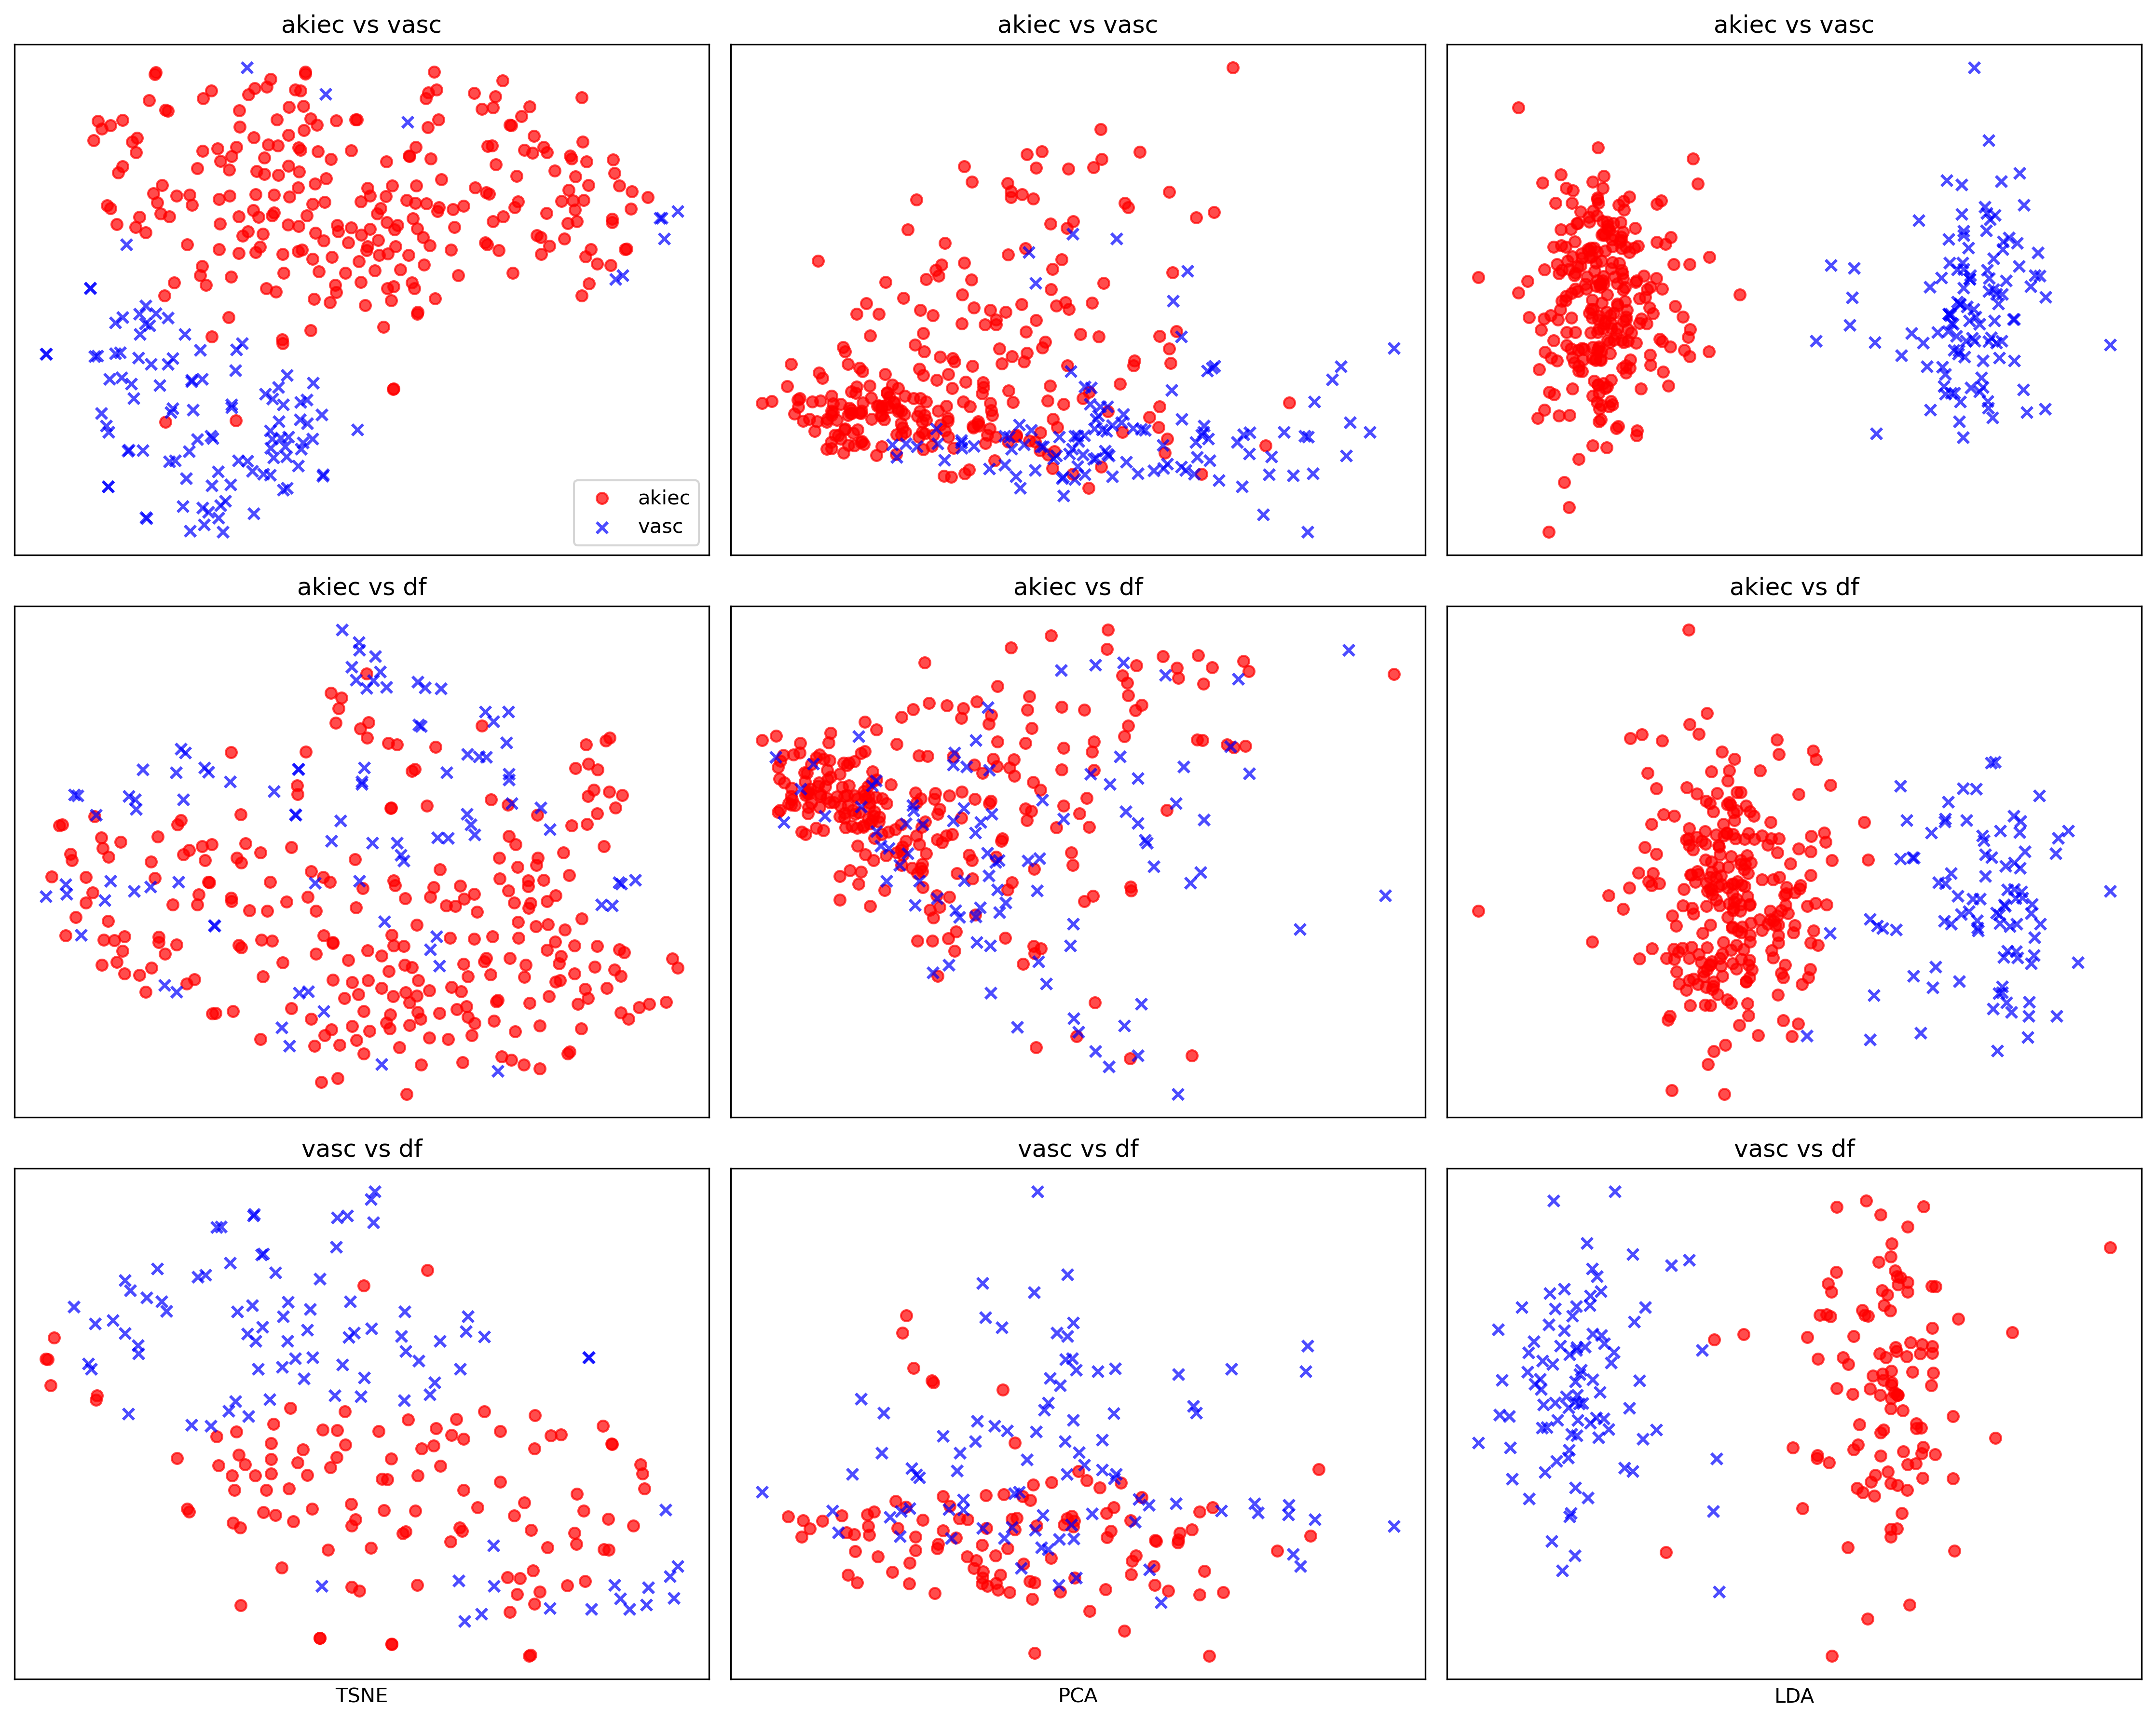 akiec vs vasc
akiec vs vasc
akiec vs vasc
akiec
vasc
akiec vs df
akiec vs df
akiec vs df
vasc vs df
vasc vs df
vasc vs df
TSNE
PCA
LDA